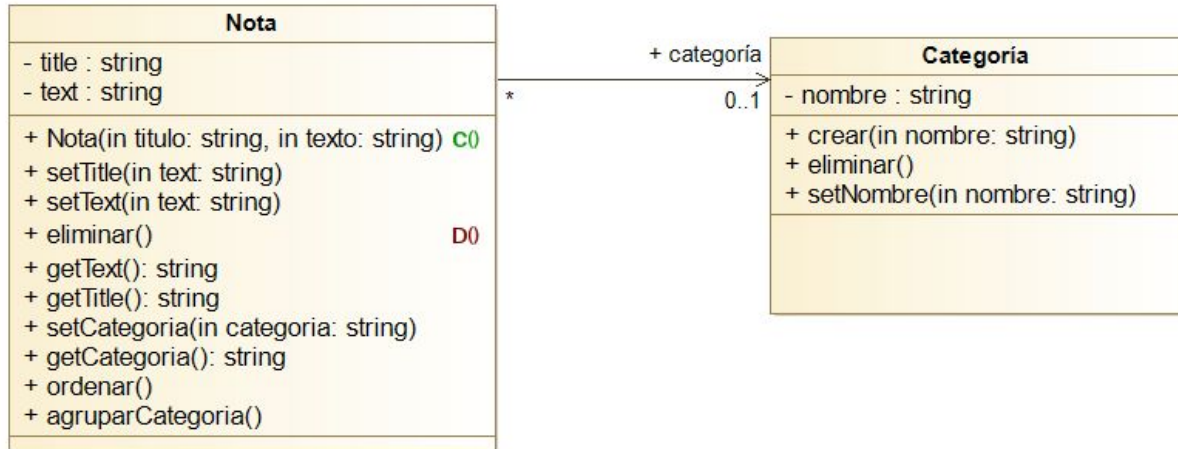 Nota
- title : string
- text : string
+ Nota(in titulo: string, in texto: string) C()
+ setTitle(in text: string)
+ setText(in text: string)
+ eliminar() D()
+ getText(): string
+ getTitle(): string
+ setCategoria(in categoria: string)
+ getCategoria(): string
+ ordenar()
+ agruparCategoria()
+ categoría
*
0..1
Categoría
- nombre : string
+ crear(in nombre: string)
+ eliminar()
+ setNombre(in nombre: string)